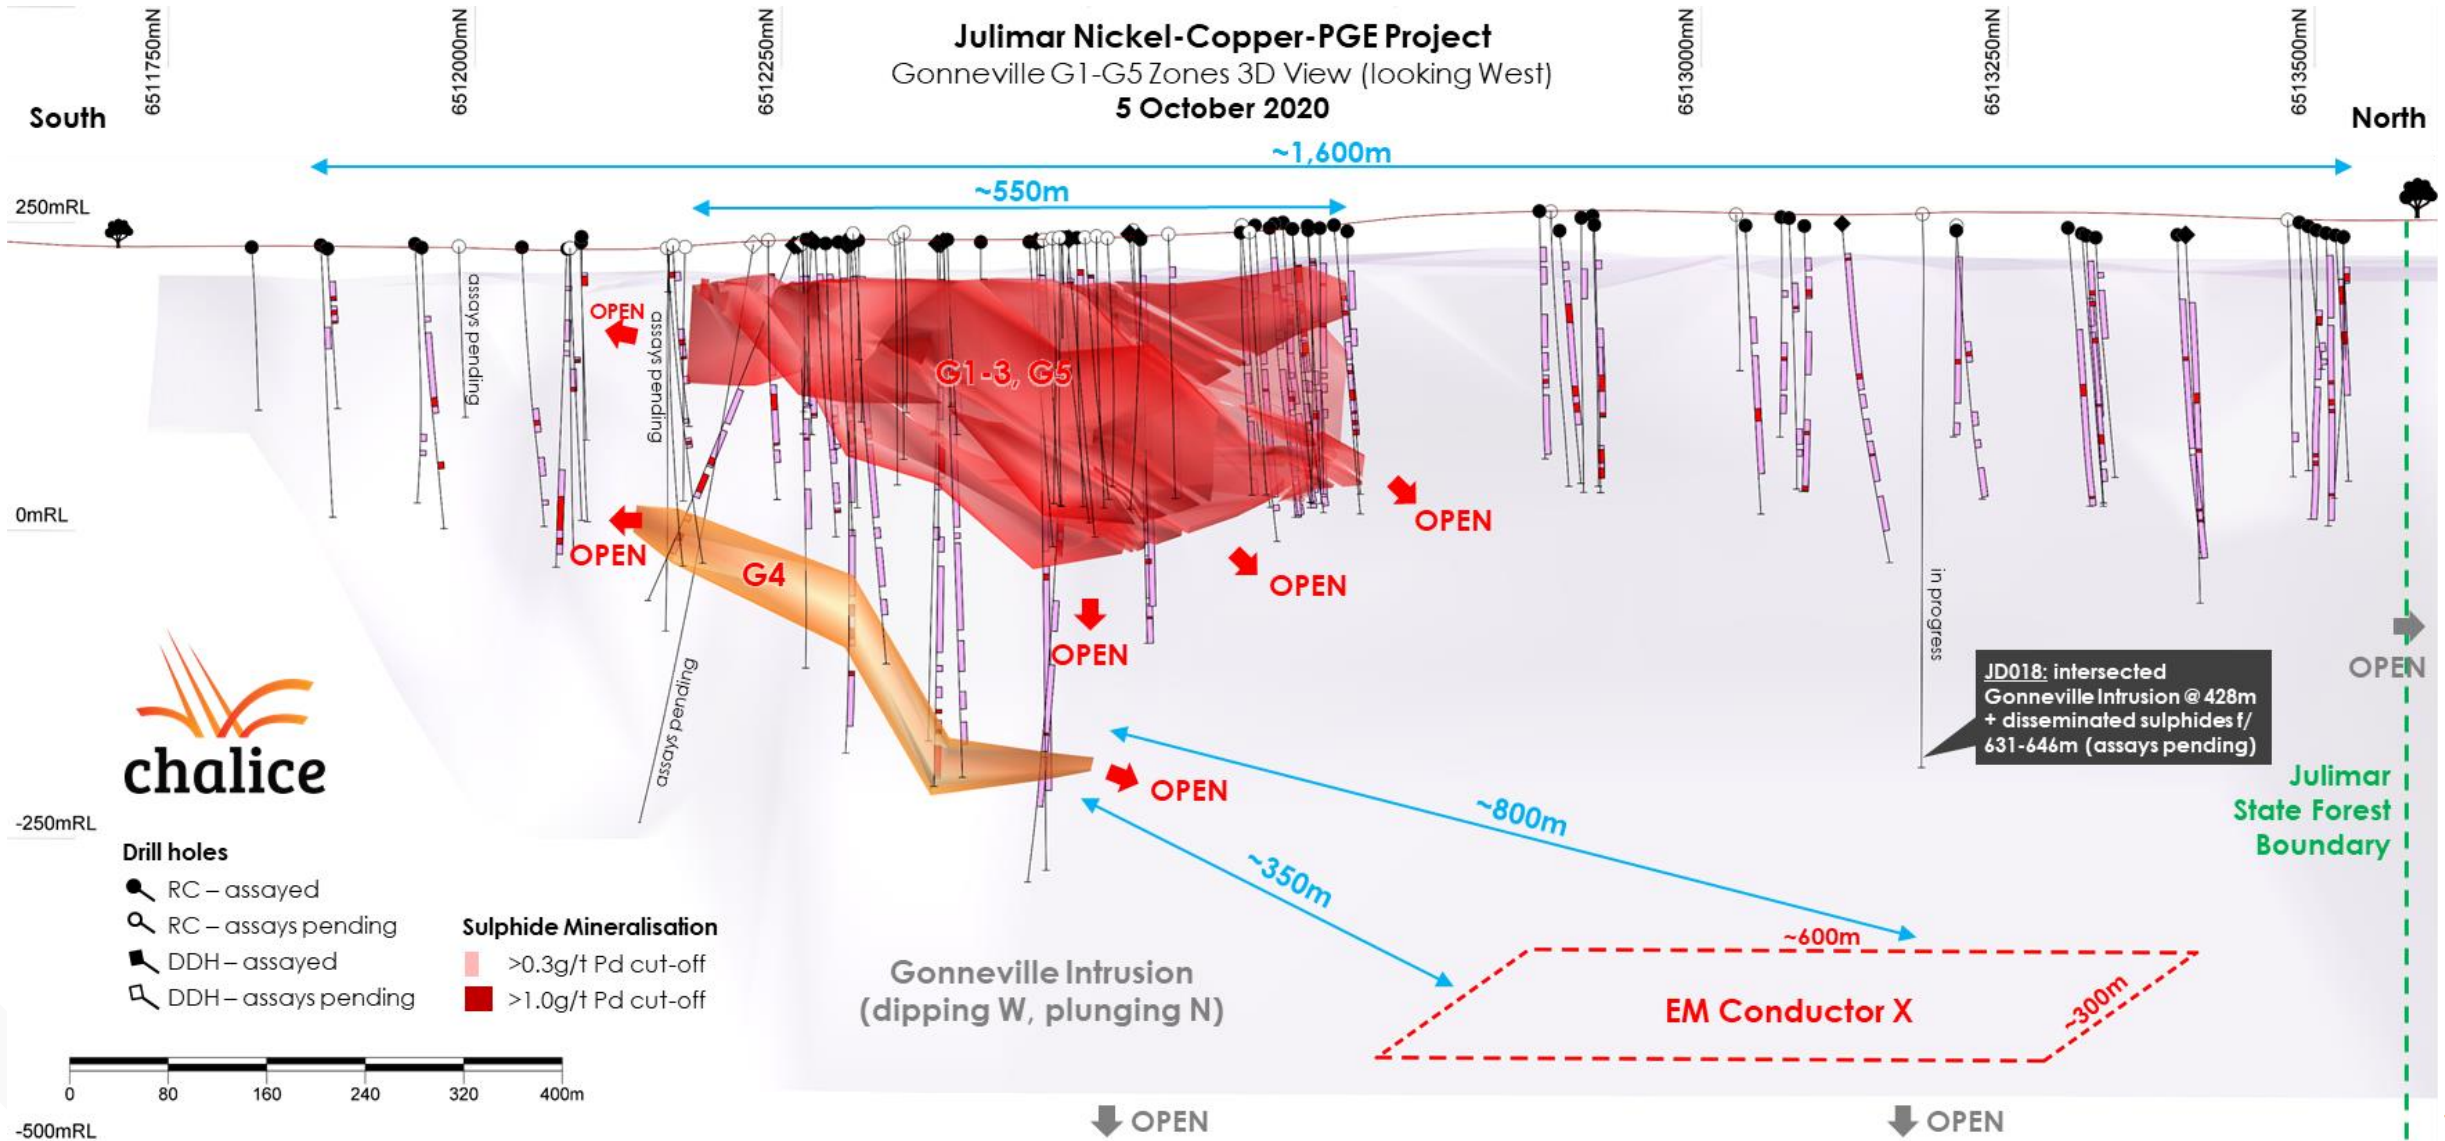 Julimar Nickel-Copper-PGE Project
Gonneville G1-G5 Zones 3D View (looking West)
5 October 2020
6511750mN
6512000mN
6512250mN
6513000mN
6513250mN
6513500mN
South
North
~1,600m
~550m
250mRL
assays pending
OPEN
assays pending
G1-3, G5
0mRL
OPEN
OPEN
OPEN
G4
OPEN
in progress
OPEN
assays pending
JD018: intersected
Gonneville Intrusion @ 428m
+ disseminated sulphides f/
631-646m (assays pending)
chalice
OPEN
Julimar
State Forest
Boundary
-250mRL
~800m
~350m
Drill holes
RC – assayed
RC – assays pending
DDH – assayed
DDH – assays pending
Sulphide Mineralisation
>0.3g/t Pd cut-off
>1.0g/t Pd cut-off
Gonneville Intrusion
(dipping W, plunging N)
~600m
EM Conductor X
~300m
0 80 160 240 320 400m
-500mRL
OPEN
OPEN